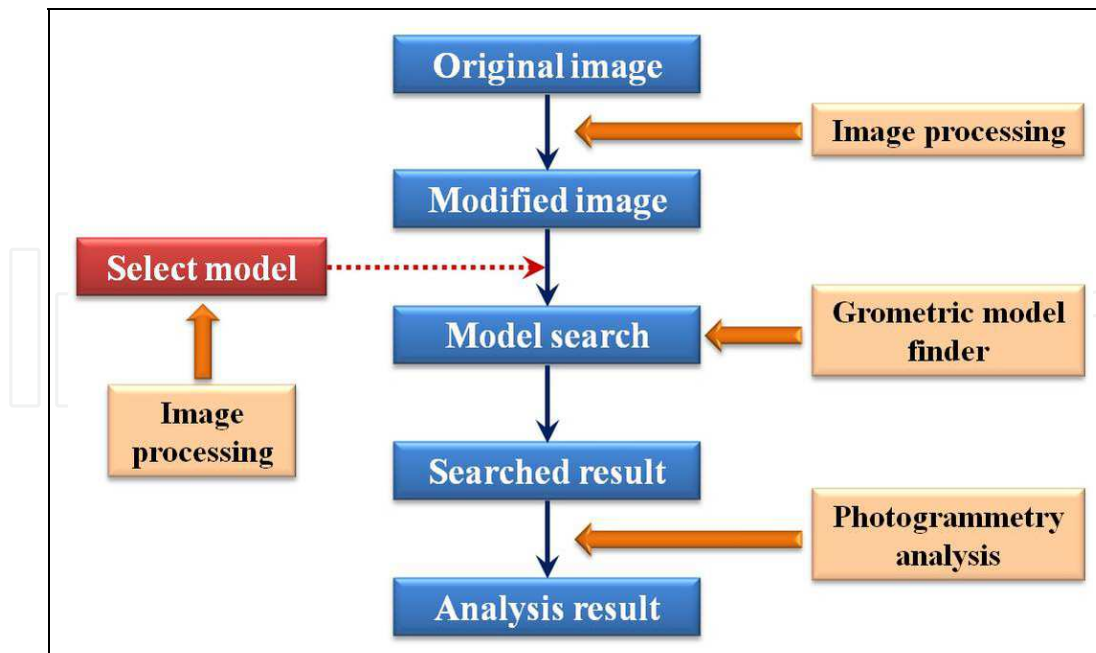 Original image
Image processing
Modified image
Select model
Model search
Grometric model
finder
Image
processing
Searched result
Photogrammetry
analysis
Analysis result